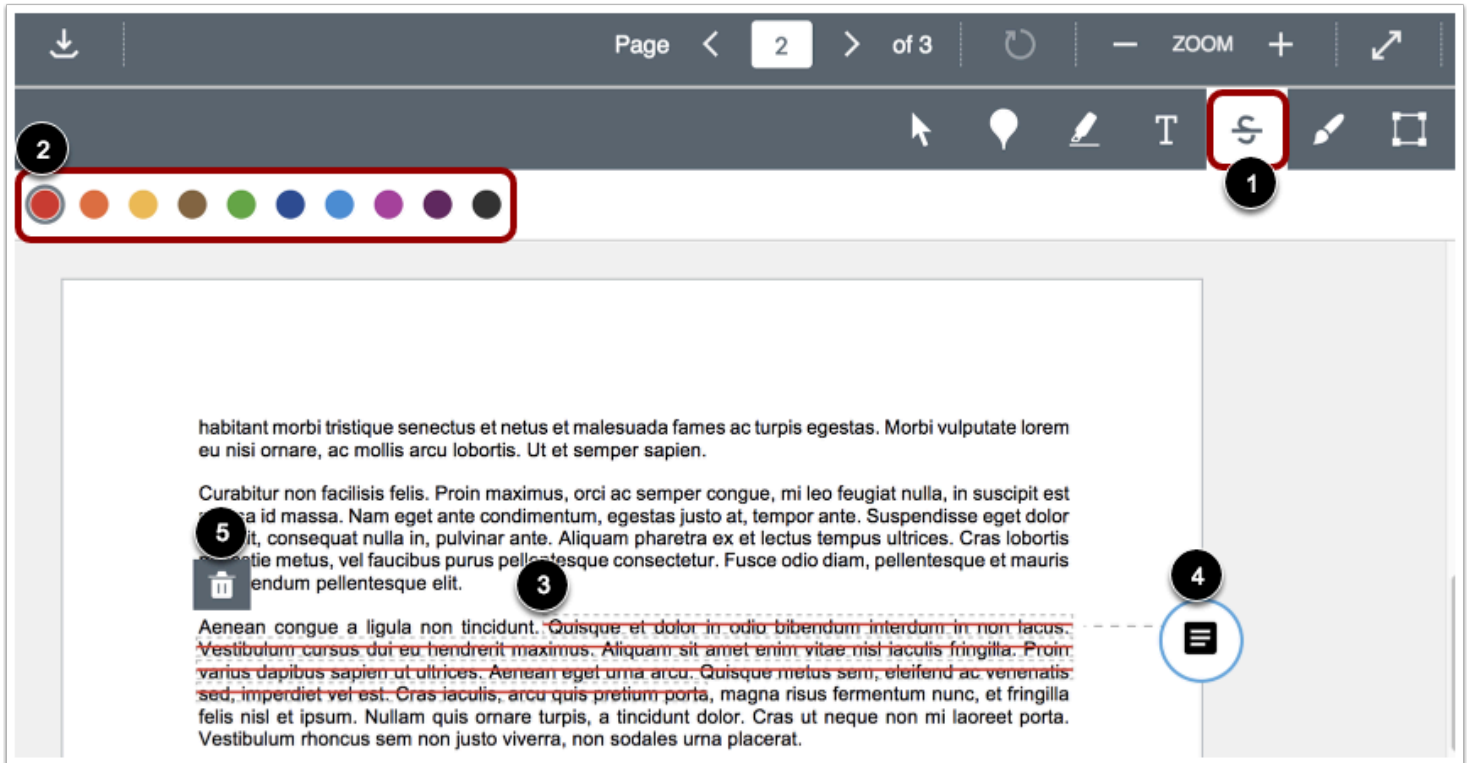 Page 2 of 3 ZOOM
T S
2
1
habitant morbi tristique senectus et netus et malesuada fames ac turpis egestas. Morbi vulputate lorem
eu nisi ornare, ac mollis arcu lobortis. Ut et semper sapien.
Curabitur non facilisis felis. Proin maximus, orci ac semper congue, mi leo feugiat nulla, in suscipit est
a id massa. Nam eget ante condimentum, egestas justo at, tempor ante. Suspendisse eget dolor
5
it, consequat nulla in, pulvinar ante. Aliquam pharetra ex et lectus tempus ultrices. Cras lobortis
tie metus, vel faucibus purus pellentesque consectetur. Fusce odio diam, pellentesque et mauris
endum pellentesque elit.
3
4
Aenean congue a ligula non tincidunt. Quisque et dolor in odio bibendum interdum in non lacus.
Vestibulum cursus dui eu hendrerit maximus. Aliquam sit amet enim vitae nisl iaculis fringilla. Proin
varius dapibus sapien ut ultrices. Aenean eget urna arcu. Quisque metus sem, eleifend ac venenatis
sed, imperdiet vel est. Cras iaculis, arcu quis pretium porta, magna risus fermentum nunc, et fringilla
felis nisl et ipsum. Nullam quis ornare turpis, a tincidunt dolor. Cras ut neque non mi laoreet porta.
Vestibulum rhoncus sem non justo viverra, non sodales urna placerat.